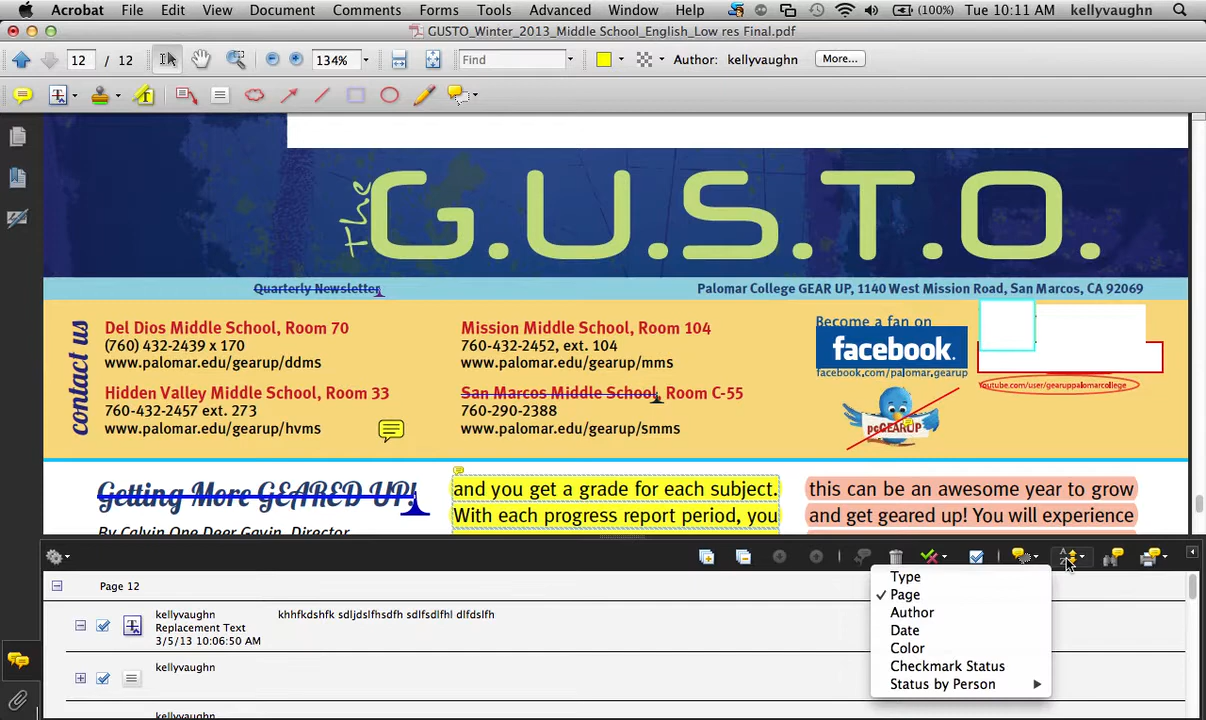 Acrobat File Edit View Document Comments Forms Tools Advanced Window Help (100%) Tue 10:11 AM kellyvaughn
GUSTO_Winter_2013_Middle School_English_Low res Final.pdf
12 / 12 134% Find Author: kellyvaughn More...
The G.U.S.T.O.
Quarterly Newsletter
Palomar College GEAR UP, 1140 West Mission Road, San Marcos, CA 92069
contact us
Del Dios Middle School, Room 70
(760) 432-2439 x 170
www.palomar.edu/gearup/ddms
Hidden Valley Middle School, Room 33
760-432-2457 ext. 273
www.palomar.edu/gearup/hvms
Mission Middle School, Room 104
760-432-2452, ext. 104
www.palomar.edu/gearup/mms
San Marcos Middle School, Room C-55
760-290-2388
www.palomar.edu/gearup/smms
Become a fan on
facebook.
facebook.com/palomar.gearup
pcGEARUP
Youtube.com/user/gearuppalomarcollege
Getting More GEARED UP!
By Calvin One Deer Gavin, Director
and you get a grade for each subject.
With each progress report period, you
this can be an awesome year to grow
and get geared up! You will experience
Page 12
kellyvaughn khhfkdshfk sdljdslfhsdfh sdlfsdlfhl dlfdslfh
Replacement Text
3/5/13 10:06:50 AM
kellyvaughn
kellyvaughn
Type
Page
Author
Date
Color
Checkmark Status
Status by Person